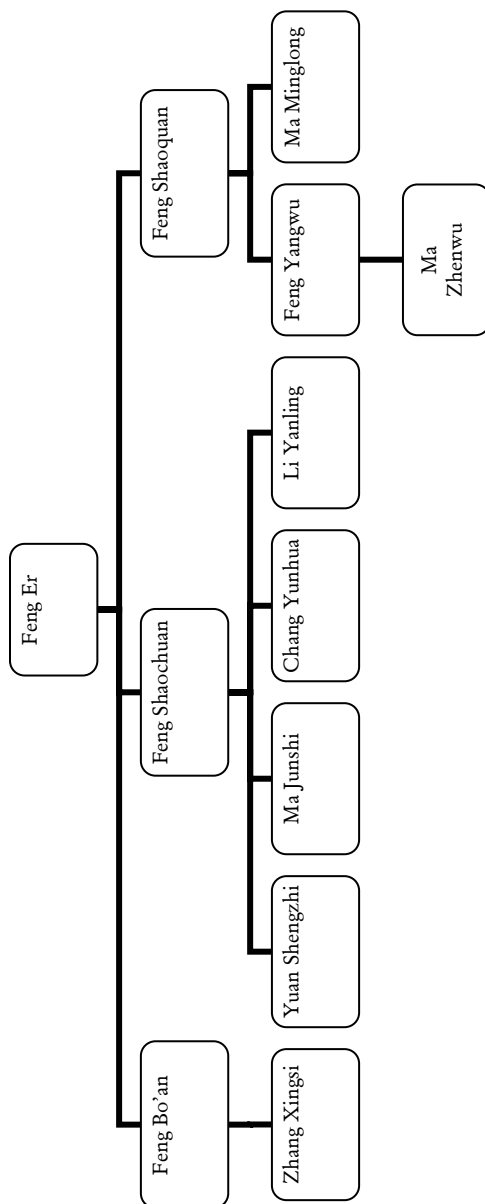 Feng Er
Feng Bo’an
Feng Shaochuan
Feng Shaoquan
Zhang Xingsi
Yuan Shengzhi
Ma Junshi
Chang Yunhua
Li Yanling
Feng Yangwu
Ma Minglong
Ma
Zhenwu